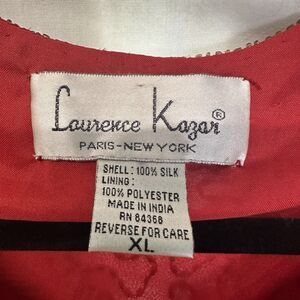 Laurence Kazar®
PARIS-NEW YORK
SHELL: 100% SILK
LINING:
100% POLYESTER
MADE IN INDIA
RN 84368
REVERSE FOR CARE
XL